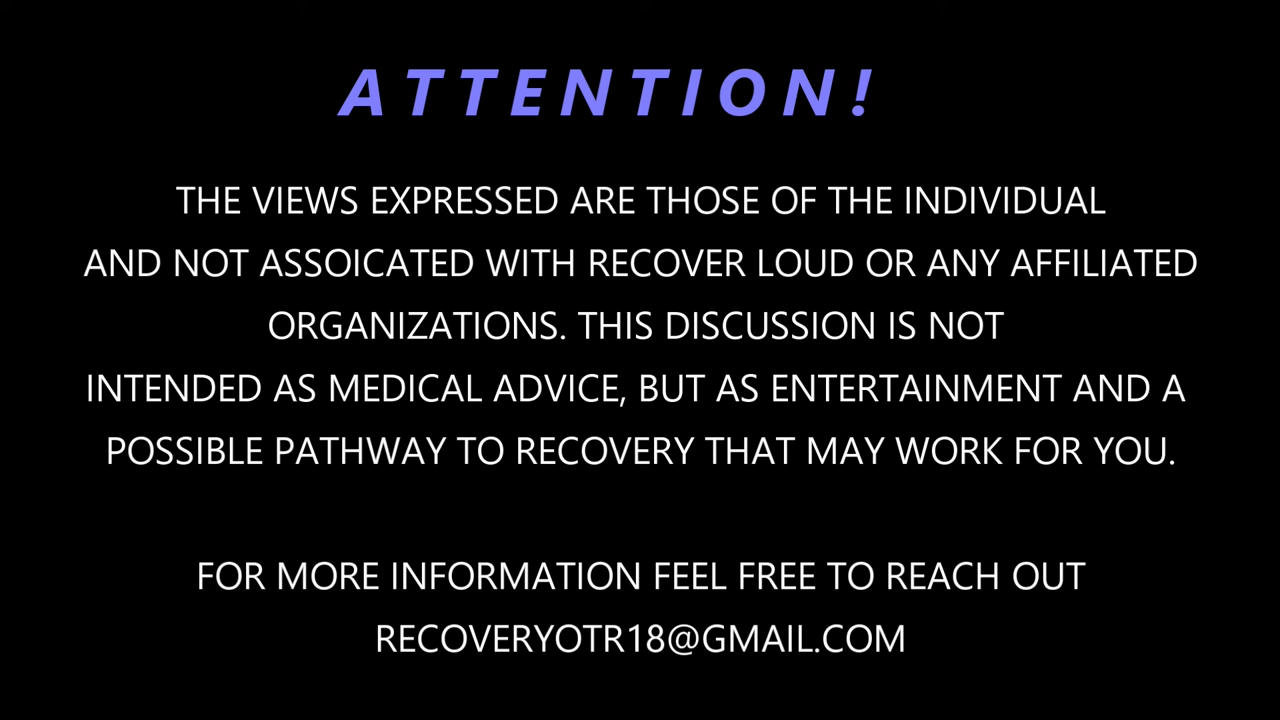 ATTENTION!
THE VIEWS EXPRESSED ARE THOSE OF THE INDIVIDUAL
AND NOT ASSOICATED WITH RECOVER LOUD OR ANY AFFILIATED
ORGANIZATIONS. THIS DISCUSSION IS NOT
INTENDED AS MEDICAL ADVICE, BUT AS ENTERTAINMENT AND A
POSSIBLE PATHWAY TO RECOVERY THAT MAY WORK FOR YOU.
FOR MORE INFORMATION FEEL FREE TO REACH OUT
RECOVERYOTR18@GMAIL.COM